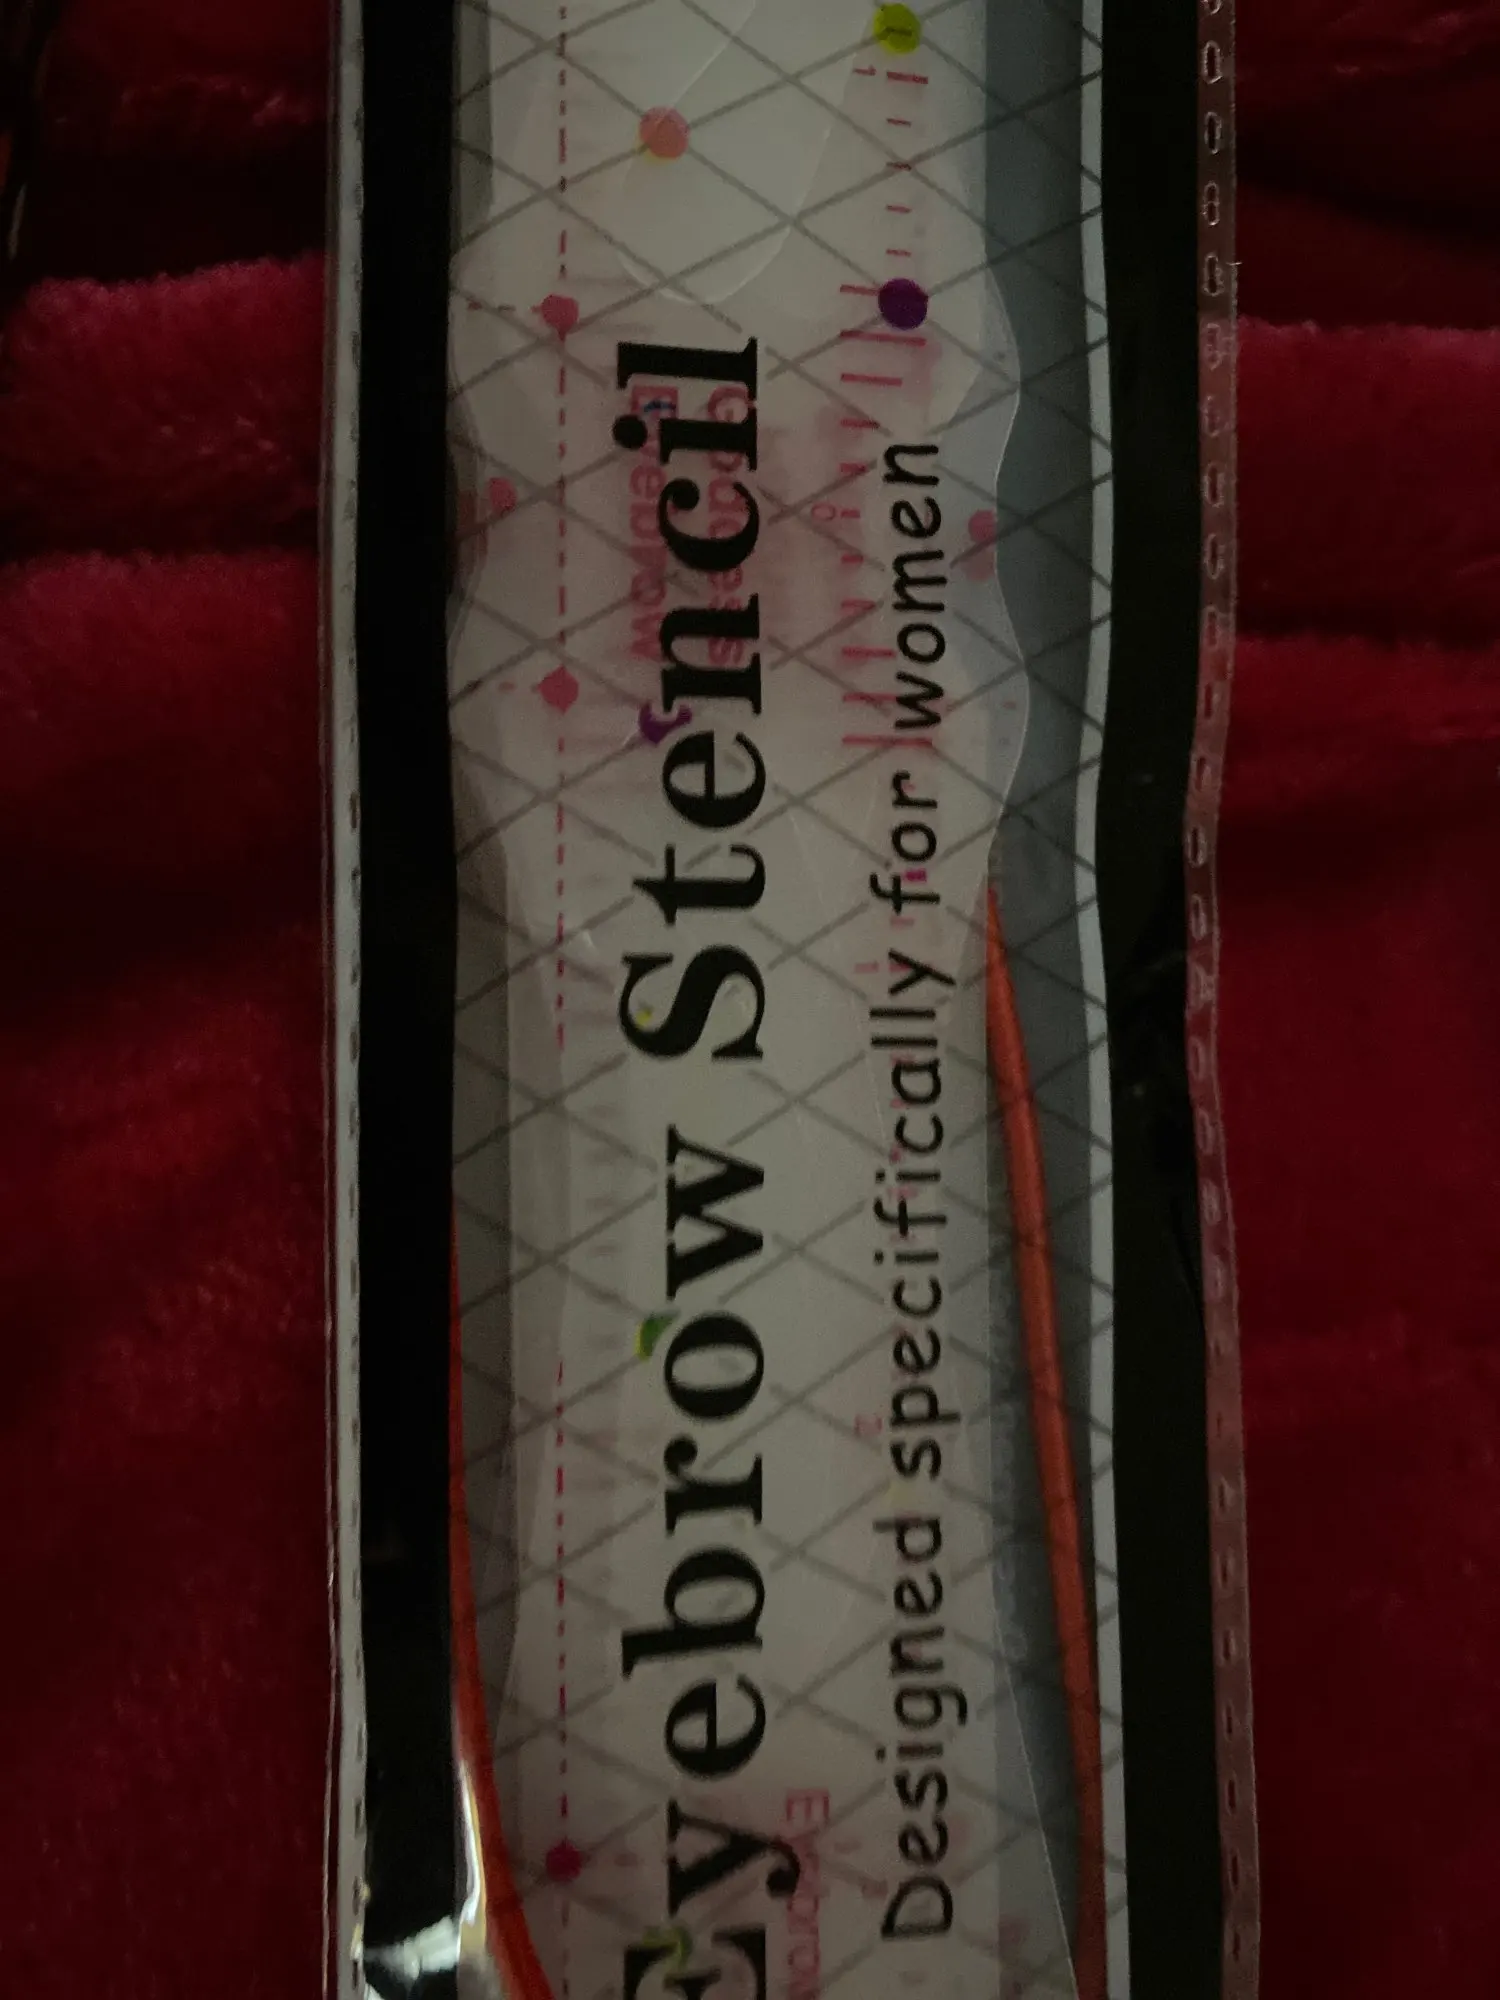 Eyebrow Stencil
Designed specifically for women